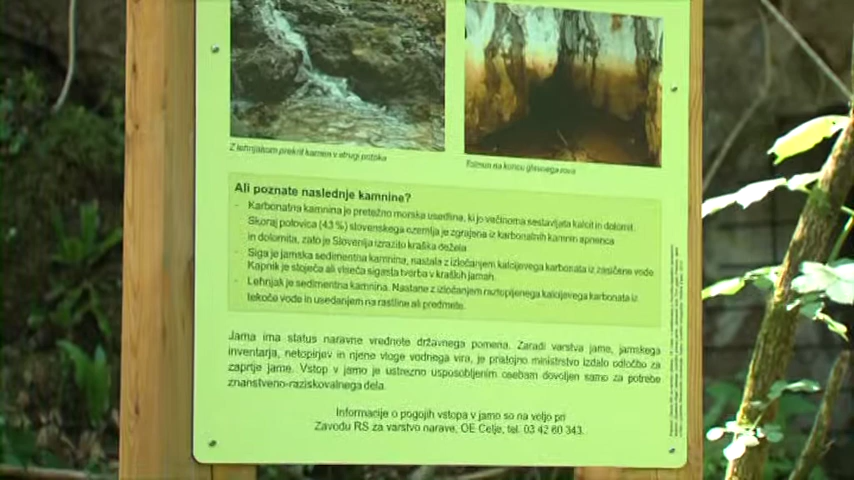 Z lehnjakom prekrit kamen v strugi potoka
Tolmun na koncu glavnega rova
Ali poznate naslednje kamnine?
- Karbonatna kamnina je pretežno morska usedlina, ki jo večinoma sestavljata kalcit in dolomit.
Skoraj polovica (43 %) slovenskega ozemlja je zgrajena iz karbonatnih kamnin apnenca
in dolomita, zato je Slovenija izrazito kraška dežela.
- Siga je jamska sedimentna kamnina, nastala z izločanjem kalcijevega karbonata iz zasičene vode.
Kapnik je stoječa ali viseča sigasta tvorba v kraških jamah.
- Lehnjak je sedimentna kamnina. Nastane z izločanjem raztopljenega kalcijevega karbonata iz
tekoče vode in usedanjem na rastline ali predmete.
Jama ima status naravne vrednote državnega pomena. Zaradi varstva jame, jamskega
inventarja, netopirjev in njene vloge vodnega vira, je pristojno ministrstvo izdalo odločbo za
zaprtje jame. Vstop v jamo je ustrezno usposobljenim osebam dovoljen samo za potrebe
znanstveno-raziskovalnega dela.
Informacije o pogojih vstopa v jamo so na voljo pri
Zavodu RS za varstvo narave, OE Celje, tel. 03 42 60 343.